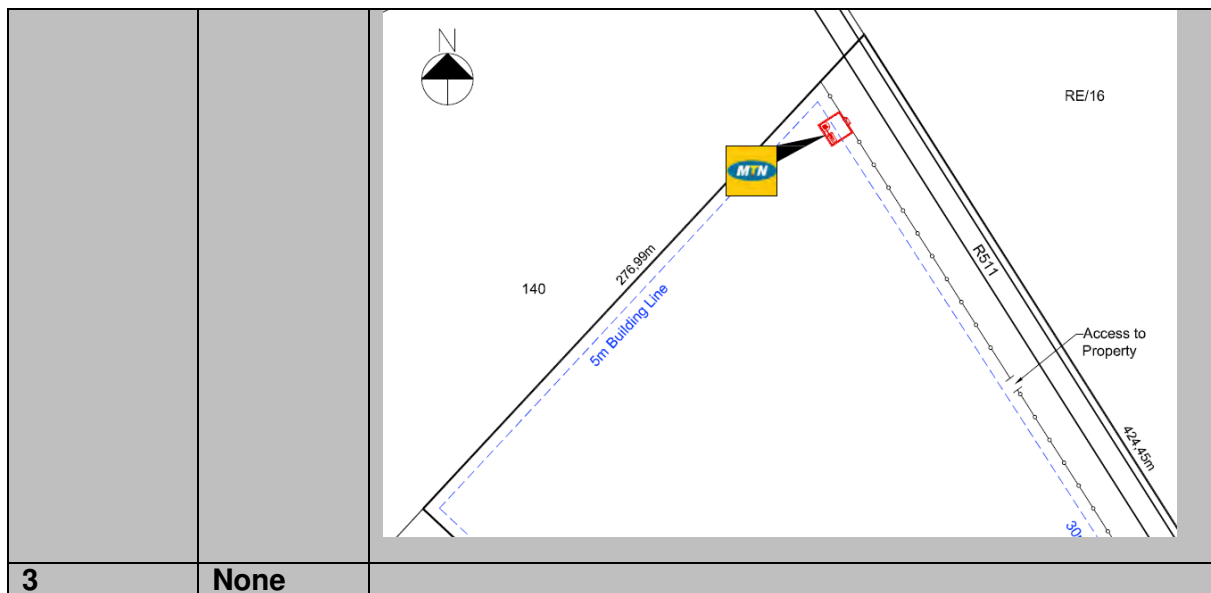 N
RE/16
MTN
R511
276,99m
140
5m Building Line
Access to
Property
424,45m
3 None